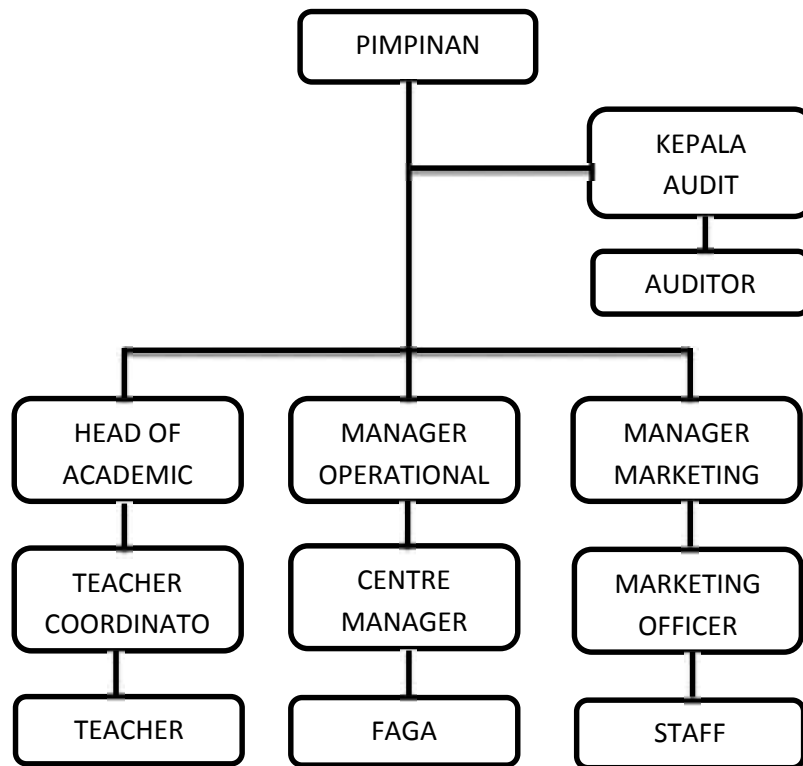 PIMPINAN
KEPALA
AUDIT
AUDITOR
HEAD OF
ACADEMIC
MANAGER
OPERATIONAL
MANAGER
MARKETING
TEACHER
COORDINATO
CENTRE
MANAGER
MARKETING
OFFICER
TEACHER
FAGA
STAFF